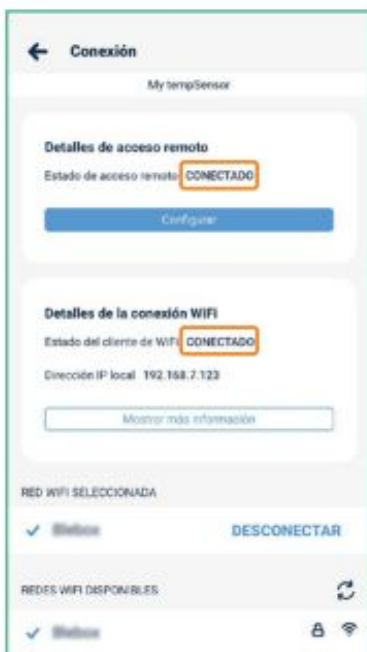 Conexión
My tempSensor
Detalles de acceso remoto
Estado de acceso remoto CONECTADO
Configurar
Detalles de la conexión WiFi
Estado del cliente de WiFi CONECTADO
Dirección IP local 192.168.7.123
Mostrar más información
RED WIFI SELECCIONADA
DESCONECTAR
REDES WIFI DISPONIBLES